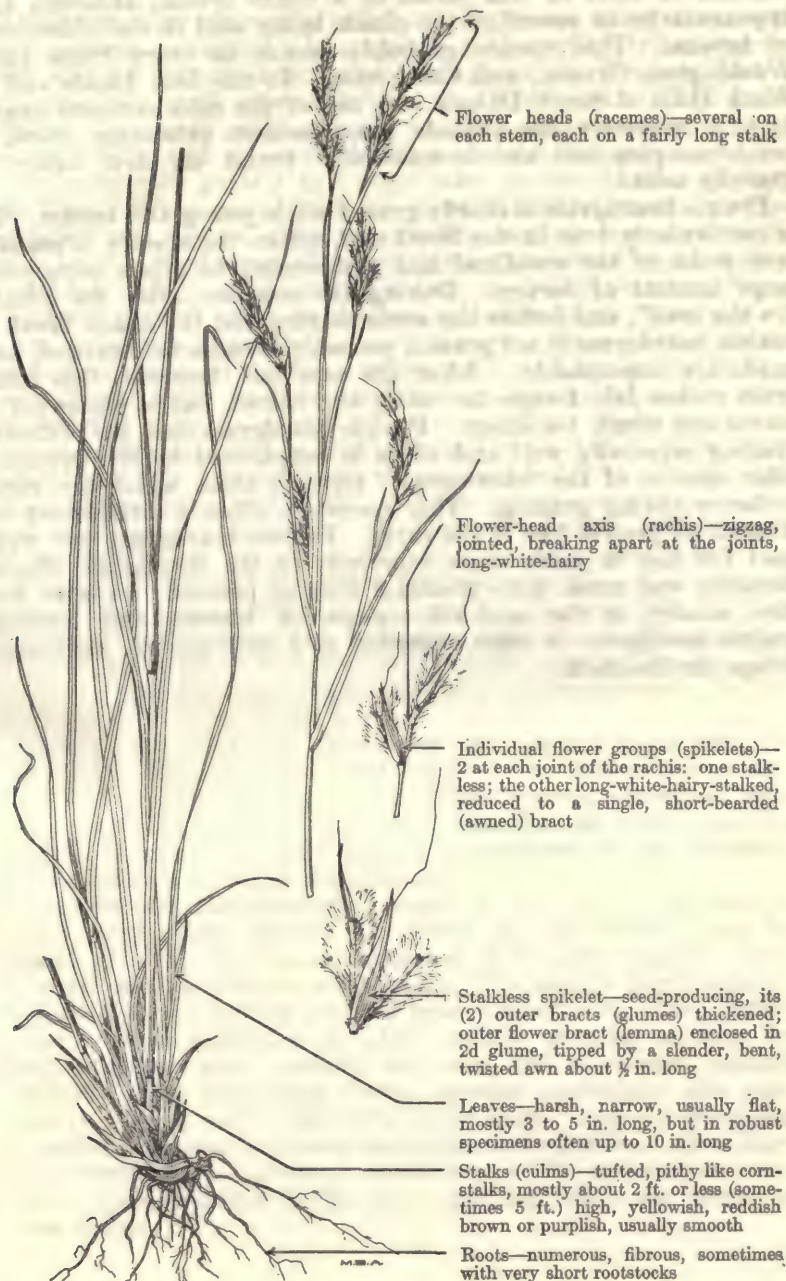 Flower heads (racemes)—several on
each stem, each on a fairly long stalk
Flower-head axis (rachis)—zigzag,
jointed, breaking apart at the joints,
long-white-hairy
Individual flower groups (spikelets)—
2 at each joint of the rachis: one stalk-
less; the other long-white-hairy-stalked,
reduced to a single, short-bearded
(awned) bract
Stalkless spikelet—seed-producing, its
(2) outer bracts (glumes) thickened;
outer flower bract (lemma) enclosed in
2d glume, tipped by a slender, bent,
twisted awn about ½ in. long
Leaves—harsh, narrow, usually flat,
mostly 3 to 5 in. long, but in robust
specimens often up to 10 in. long
Stalks (culms)—tufted, pithy like corn-
stalks, mostly about 2 ft. or less (some-
times 5 ft.) high, yellowish, reddish
brown or purplish, usually smooth
Roots—numerous, fibrous, sometimes
with very short rootstocks